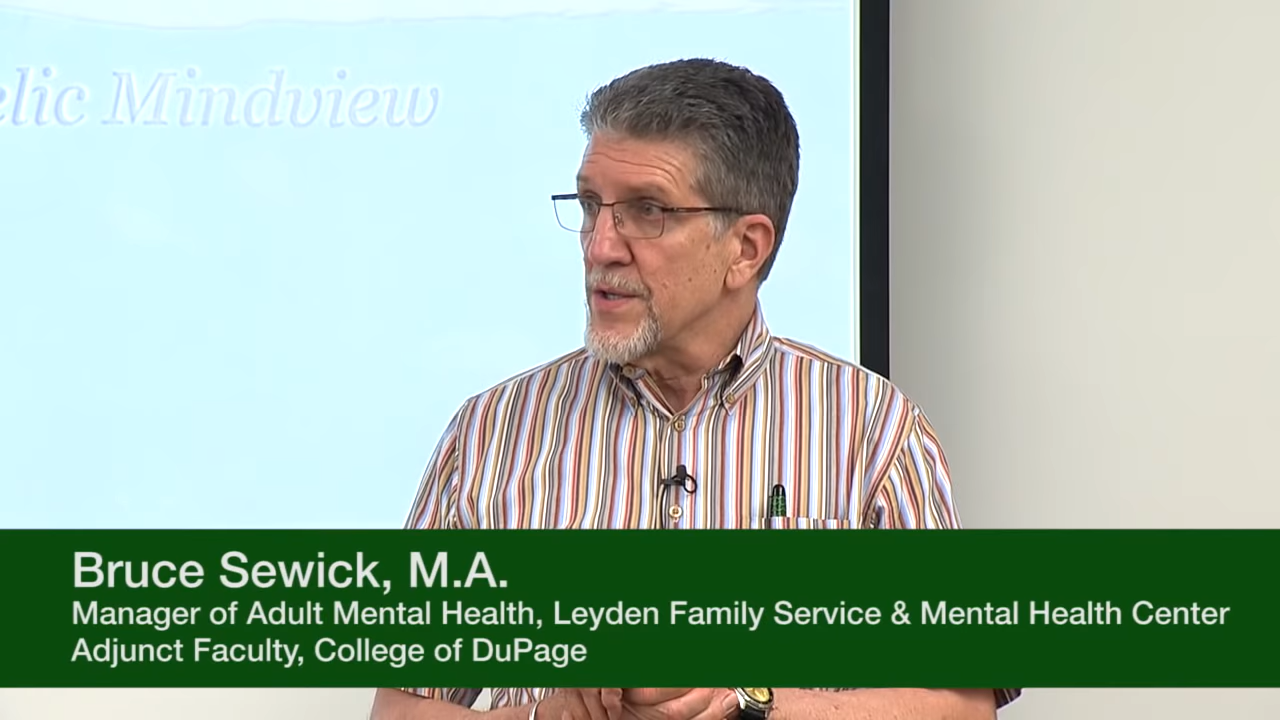 elic Mindview
Bruce Sewick, M.A.
Manager of Adult Mental Health, Leyden Family Service & Mental Health Center
Adjunct Faculty, College of DuPage